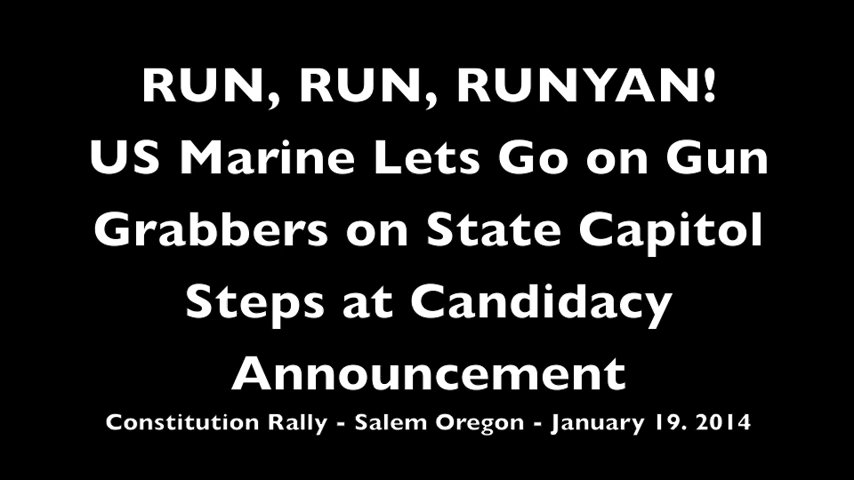 RUN, RUN, RUNYAN!
US Marine Lets Go on Gun
Grabbers on State Capitol
Steps at Candidacy
Announcement
Constitution Rally - Salem Oregon - January 19. 2014